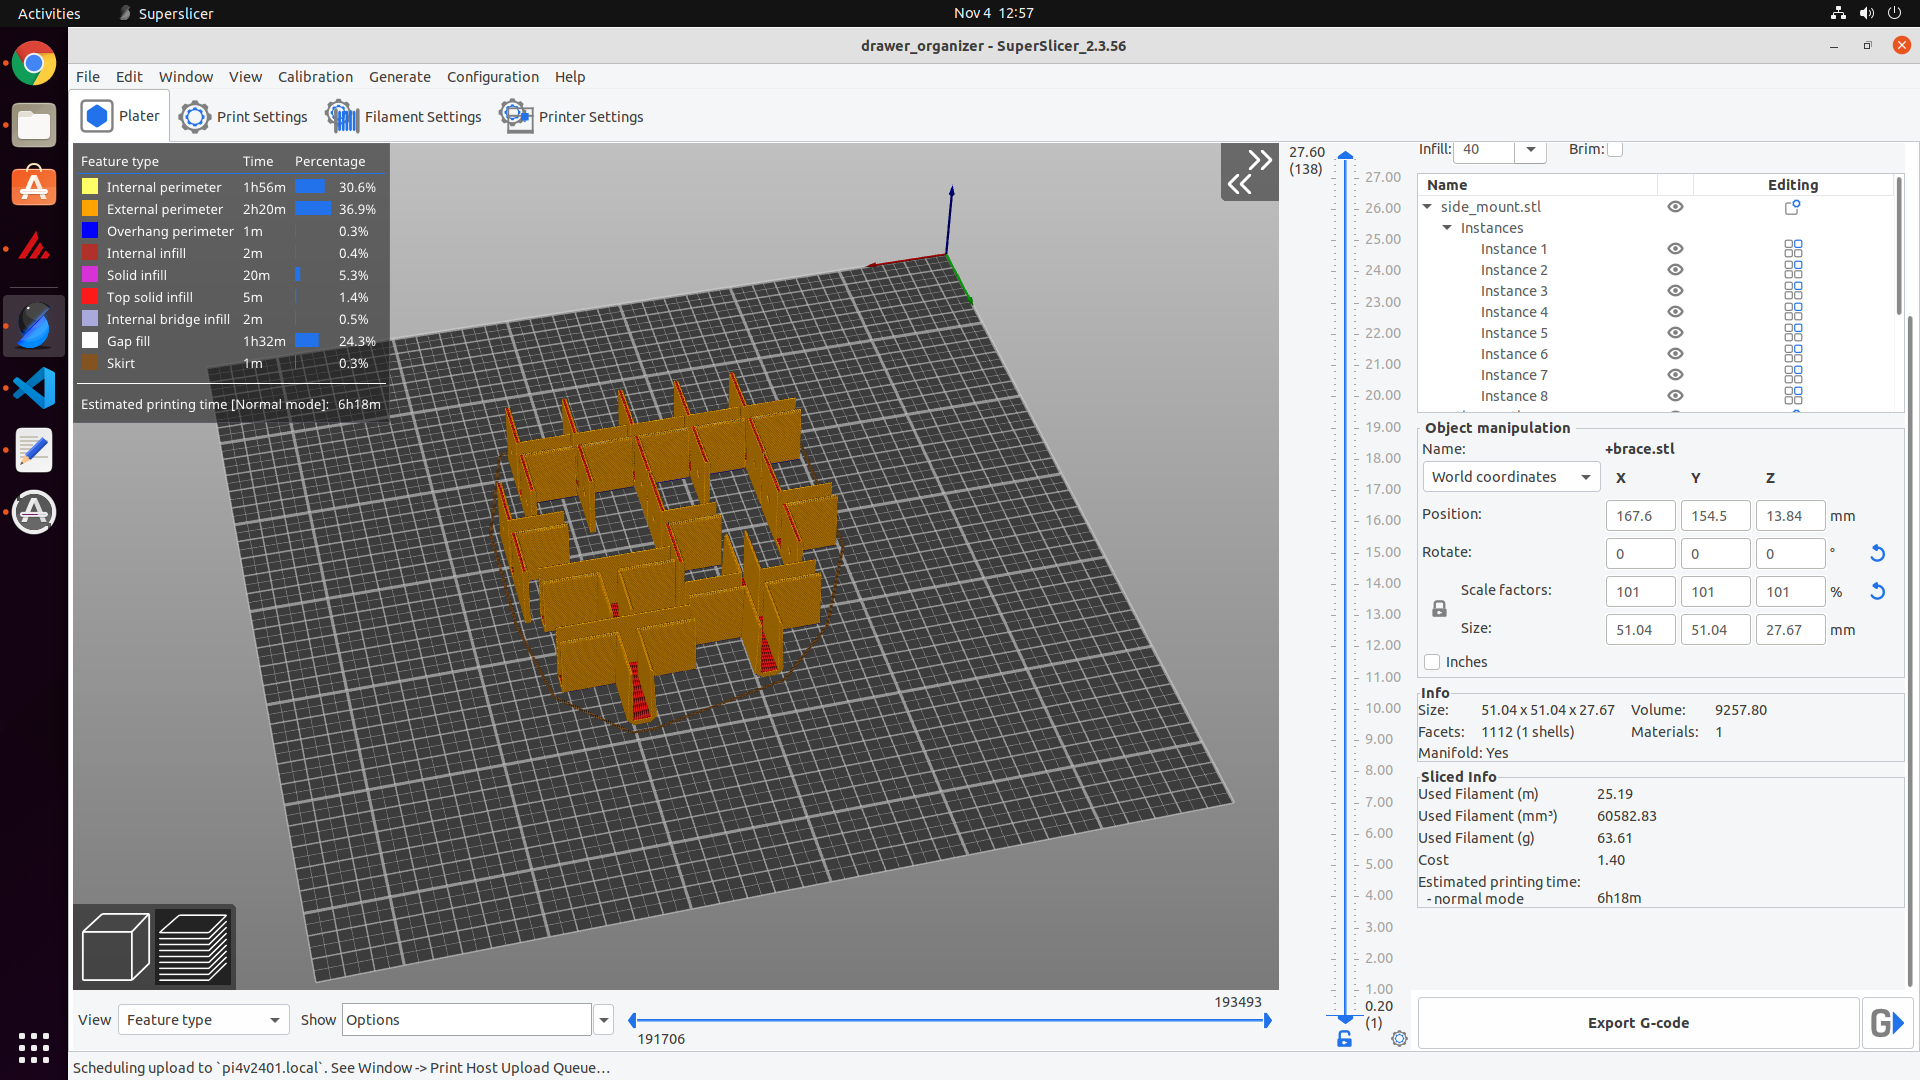 Activities
Superslicer
Nov 4 12:57
drawer_organizer - SuperSlicer_2.3.56
File Edit Window View Calibration Generate Configuration Help
Plater
Print Settings
Filament Settings
Printer Settings
Feature type Time Percentage
Internal perimeter 1h56m 30.6%
External perimeter 2h20m 36.9%
Overhang perimeter 1m 0.3%
Internal infill 2m 0.4%
Solid infill 20m 5.3%
Top solid infill 5m 1.4%
Internal bridge infill 2m 0.5%
Gap fill 1h32m 24.3%
Skirt 1m 0.3%
Estimated printing time [Normal mode]: 6h18m
27.60
(138)
27.00
26.00
25.00
24.00
23.00
22.00
21.00
20.00
19.00
18.00
17.00
16.00
15.00
14.00
13.00
12.00
11.00
10.00
9.00
8.00
7.00
6.00
5.00
4.00
3.00
2.00
1.00
0.20
(1)
Infill: 40 Brim:
Name Editing
side_mount.stl
Instances
Instance 1
Instance 2
Instance 3
Instance 4
Instance 5
Instance 6
Instance 7
Instance 8
Object manipulation
Name: +brace.stl
World coordinates X Y Z
Position: 167.6 154.5 13.84 mm
Rotate: 0 0 0 °
Scale factors: 101 101 101 %
Size: 51.04 51.04 27.67 mm
Inches
Info
Size: 51.04 x 51.04 x 27.67 Volume: 9257.80
Facets: 1112 (1 shells) Materials: 1
Manifold: Yes
Sliced Info
Used Filament (m) 25.19
Used Filament (mm³) 60582.83
Used Filament (g) 63.61
Cost 1.40
Estimated printing time:
- normal mode 6h18m
View Feature type Show Options
193493
191706
Export G-code
G
Scheduling upload to `pi4v2401.local`. See Window -> Print Host Upload Queue…